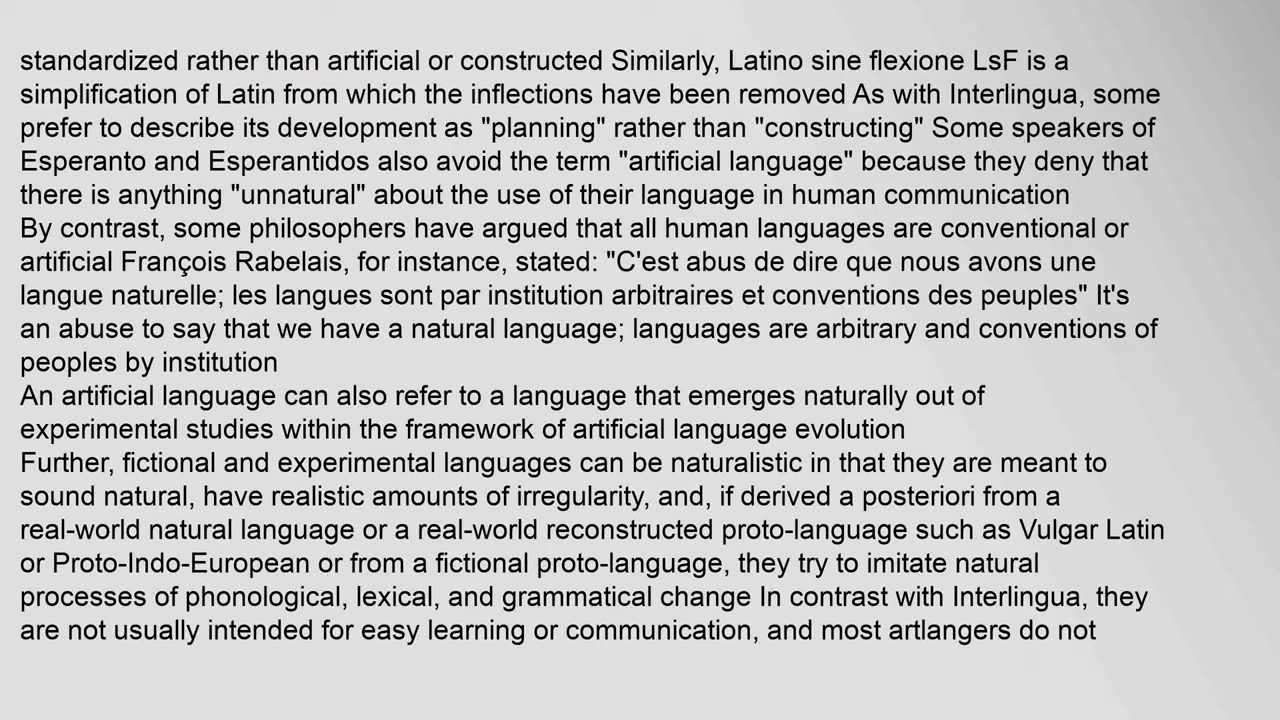 standardized rather than artificial or constructed Similarly, Latino sine flexione LsF is a
simplification of Latin from which the inflections have been removed As with Interlingua, some
prefer to describe its development as "planning" rather than "constructing" Some speakers of
Esperanto and Esperantidos also avoid the term "artificial language" because they deny that
there is anything "unnatural" about the use of their language in human communication
By contrast, some philosophers have argued that all human languages are conventional or
artificial François Rabelais, for instance, stated: "C'est abus de dire que nous avons une
langue naturelle; les langues sont par institution arbitraires et conventions des peuples" It's
an abuse to say that we have a natural language; languages are arbitrary and conventions of
peoples by institution
An artificial language can also refer to a language that emerges naturally out of
experimental studies within the framework of artificial language evolution
Further, fictional and experimental languages can be naturalistic in that they are meant to
sound natural, have realistic amounts of irregularity, and, if derived a posteriori from a
real-world natural language or a real-world reconstructed proto-language such as Vulgar Latin
or Proto-Indo-European or from a fictional proto-language, they try to imitate natural
processes of phonological, lexical, and grammatical change In contrast with Interlingua, they
are not usually intended for easy learning or communication, and most artlangers do not